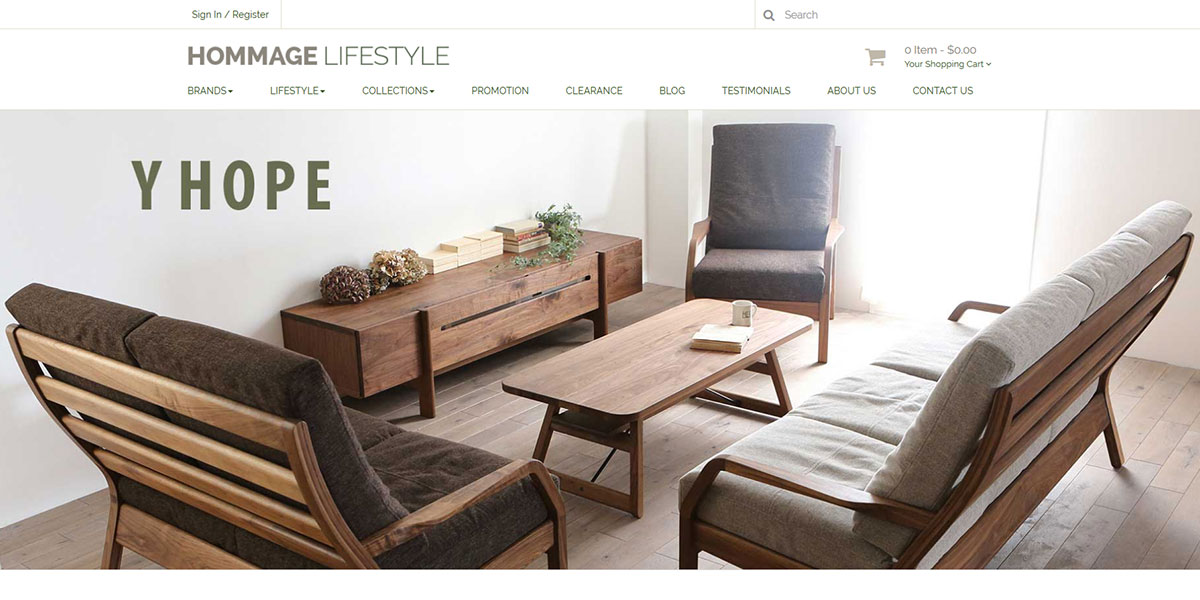 Sign In / Register
Search
HOMMAGE LIFESTYLE
0 Item - $0.00
Your Shopping Cart
BRANDS LIFESTYLE COLLECTIONS PROMOTION CLEARANCE BLOG TESTIMONIALS ABOUT US CONTACT US
Y HOPE